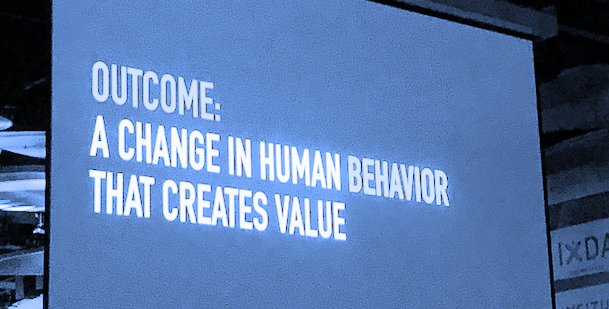 OUTCOME:
A CHANGE IN HUMAN BEHAVIOR
THAT CREATES VALUE
IXDA